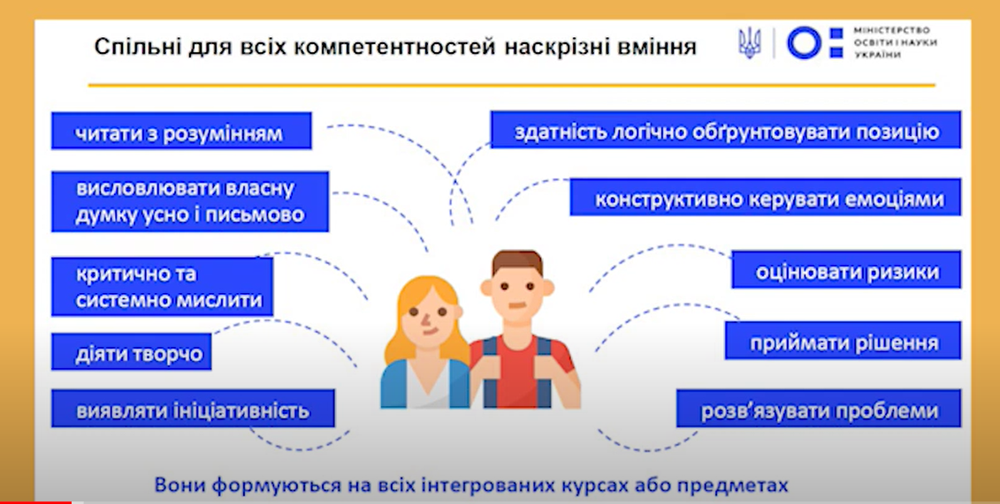 Спільні для всіх компетентностей наскрізні вміння
МІНІСТЕРСТВО
ОСВІТИ І НАУКИ
УКРАЇНИ
читати з розумінням
висловлювати власну
думку усно і письмово
критично та
системно мислити
діяти творчо
виявляти ініціативність
здатність логічно обґрунтовувати позицію
конструктивно керувати емоціями
оцінювати ризики
приймати рішення
розв’язувати проблеми
Вони формуються на всіх інтегрованих курсах або предметах